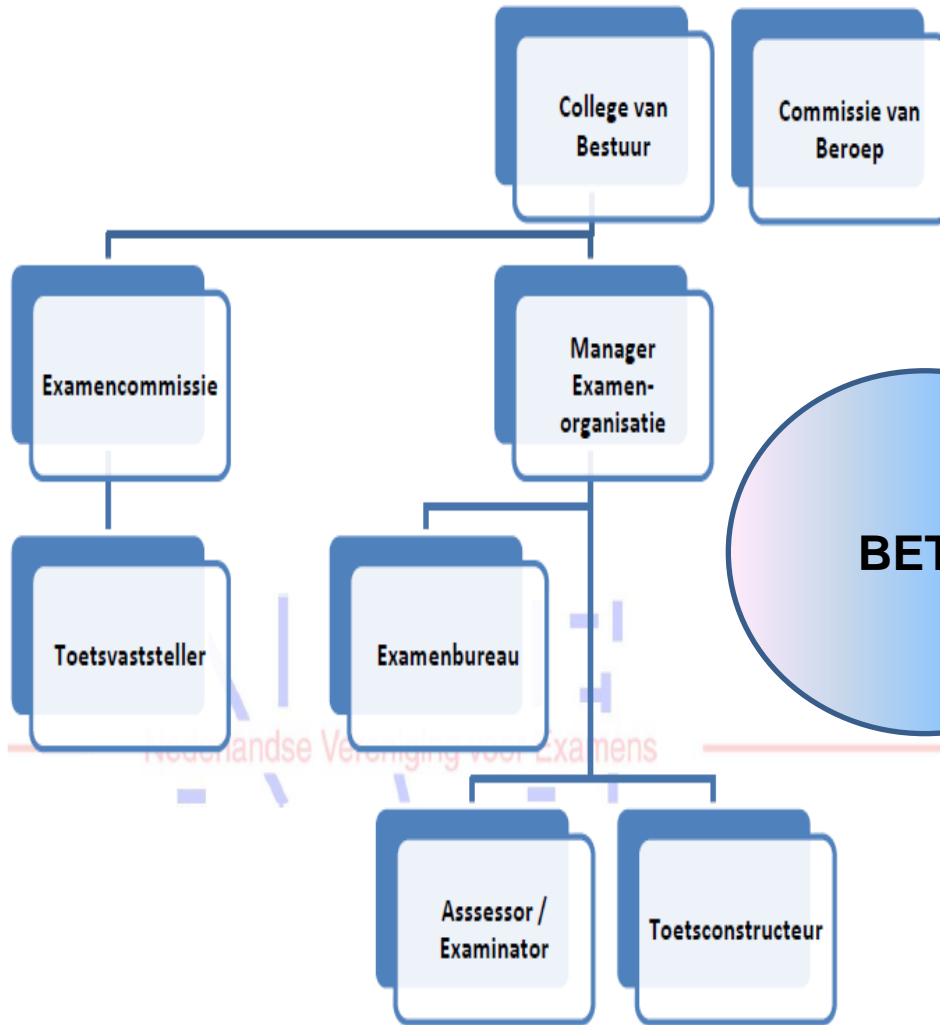 College van
Bestuur
Commissie van
Beroep
Examencommissie
Manager
Examen-
organisatie
BET
Toetsvaststeller
Examenbureau
Nederlandse Vereniging voor Examens
Asssessor /
Examinator
Toetsconstructeur